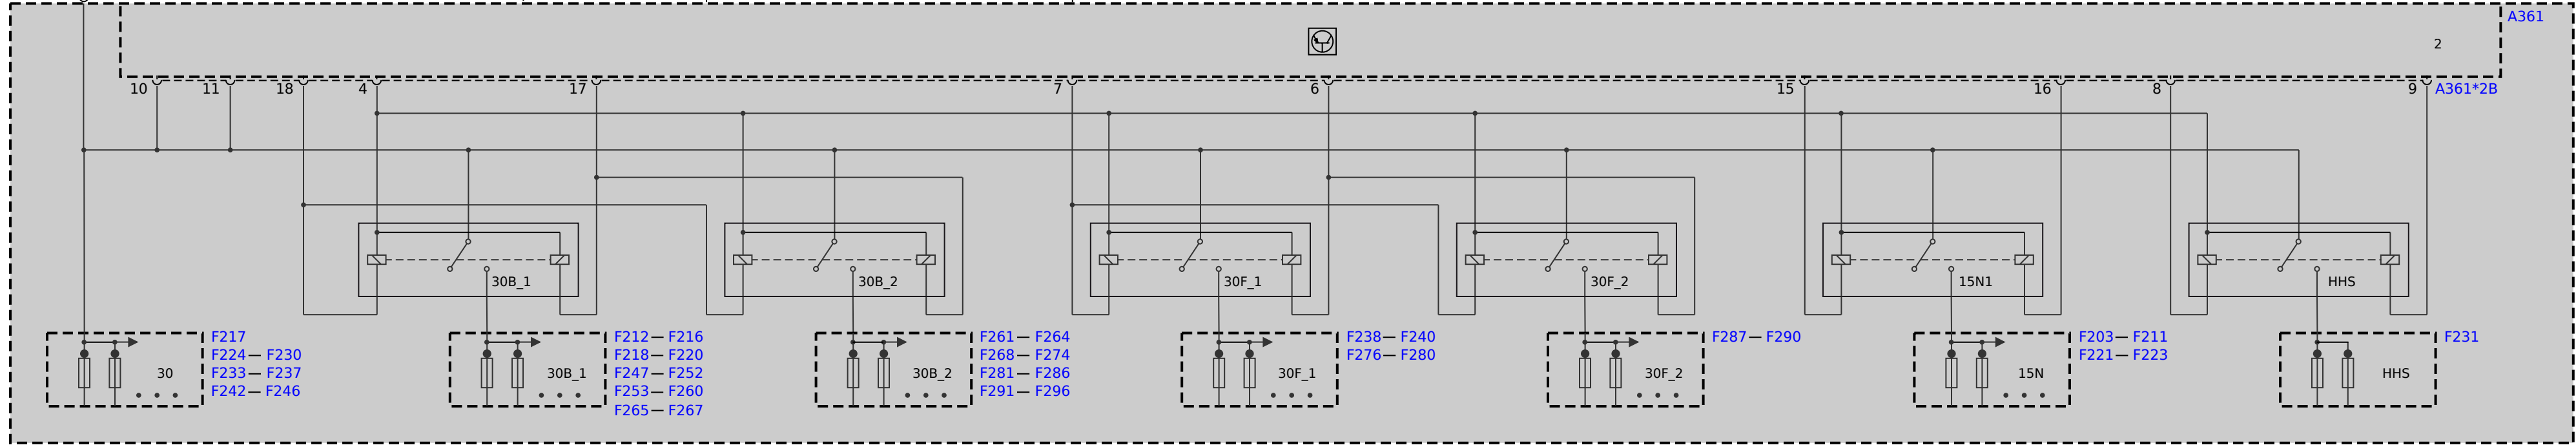 A361
2
10 11 18 4 17 7 6 15 16 8 9 A361*2B
30B_1 30B_2 30F_1 30F_2 15N1 HHS
30
F217
F224— F230
F233— F237
F242— F246
30B_1
F212— F216
F218— F220
F247— F252
F253— F260
F265— F267
30B_2
F261— F264
F268— F274
F281— F286
F291— F296
30F_1
F238— F240
F276— F280
30F_2
F287— F290
15N
F203— F211
F221— F223
HHS
F231